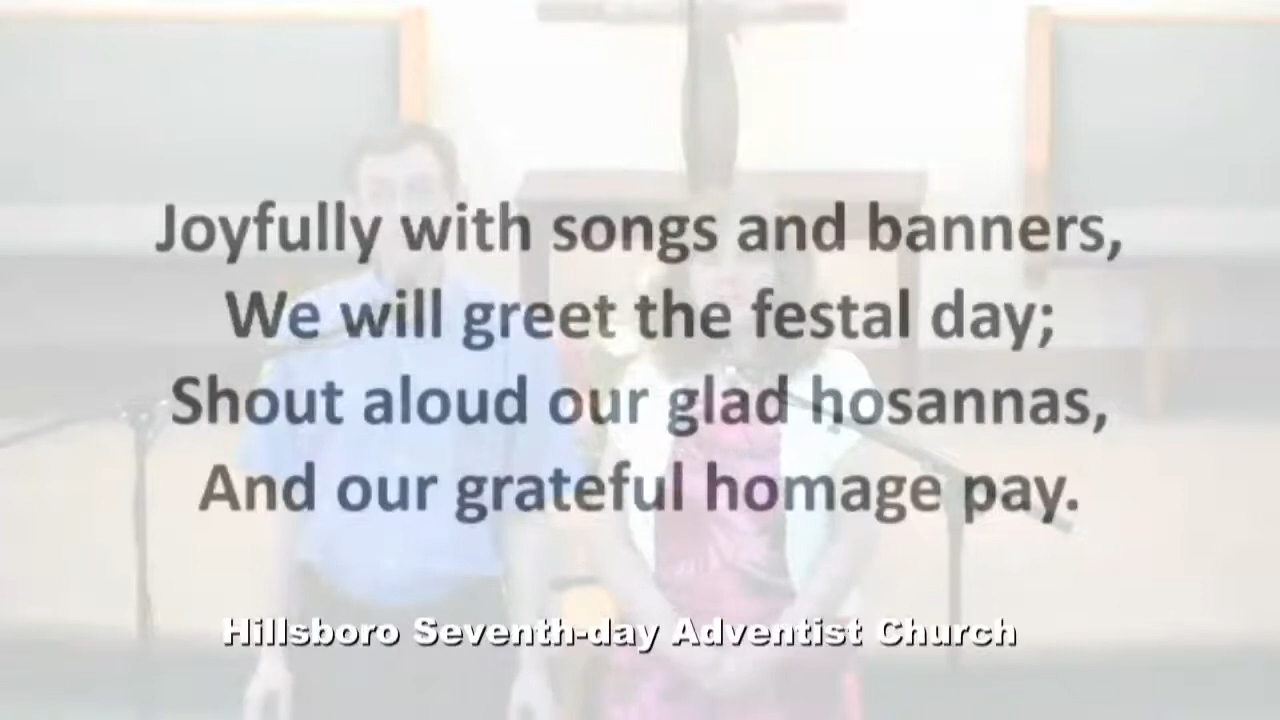 Joyfully with songs and banners,
We will greet the festal day;
Shout aloud our glad hosannas,
And our grateful homage pay.
Hillsboro Seventh-day Adventist Church